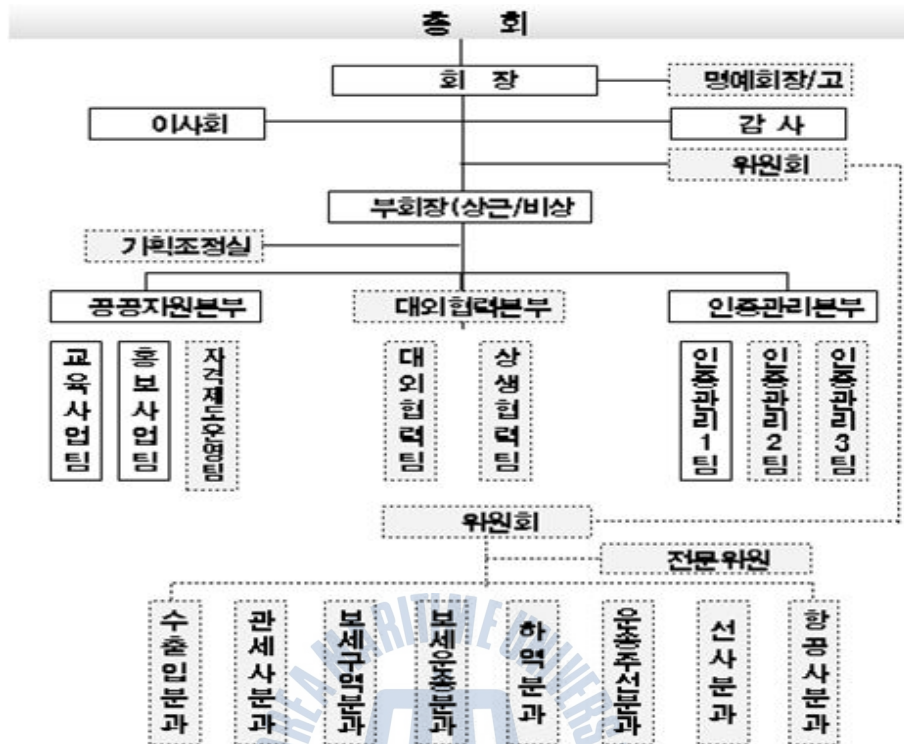 총 회
회 장
명예회장/고
이사회
감 사
위원회
부회장(상근/비상
기획조정실
공공지원본부
대외협력본부
인증관리본부
교육사업팀
홍보사업팀
자격제도운영팀
대외협력팀
상생협력팀
인증관리1팀
인증관리2팀
인증관리3팀
위원회
전문위원
수출입분과
관세사분과
보세구역분과
보세운송분과
하역분과
운송주선분과
선사분과
항공사분과
KOREA MARITIME UNIVERS